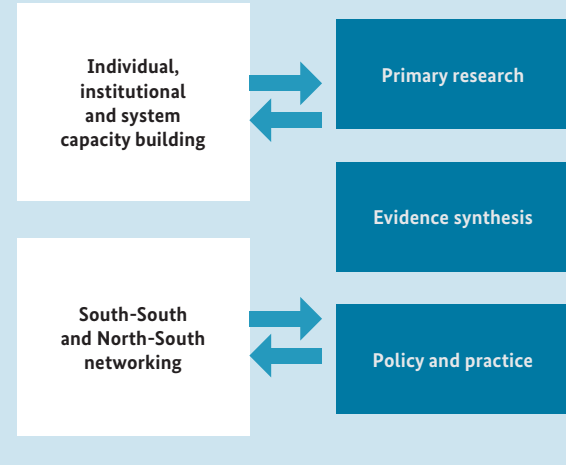 Individual,
institutional
and system
capacity building
Primary research
Evidence synthesis
South-South
and North-South
networking
Policy and practice